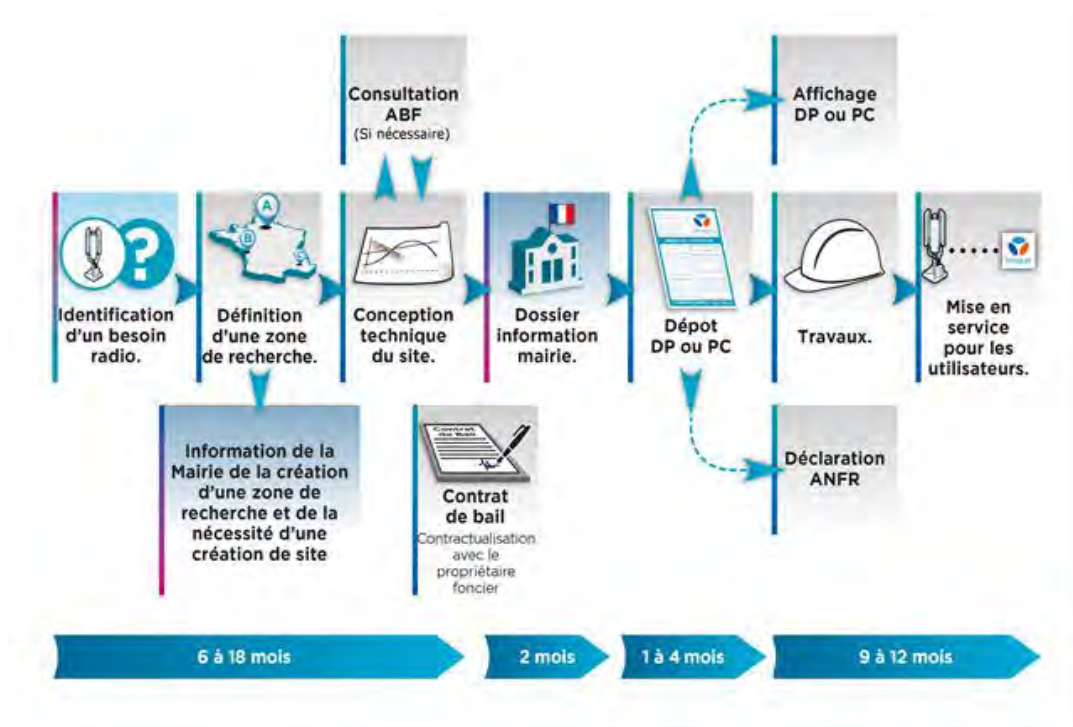 Consultation
ABF
(Si nécessaire)
Affichage
DP ou PC
A
B
C
Identification
d'un besoin
radio.
Définition
d'une zone
de recherche.
Conception
technique
du site.
Dossier
information
mairie.
Dépot
DP ou PC
Travaux.
Mise en
service
pour les
utilisateurs.
Information de la
Mairie de la création
d'une zone de
recherche et de la
nécessité d'une
création de site
Contrat
du Bail
Contrat
de bail
Contractualisation
avec le
propriétaire
foncier
Déclaration
ANFR
6 à 18 mois
2 mois
1 à 4 mois
9 à 12 mois